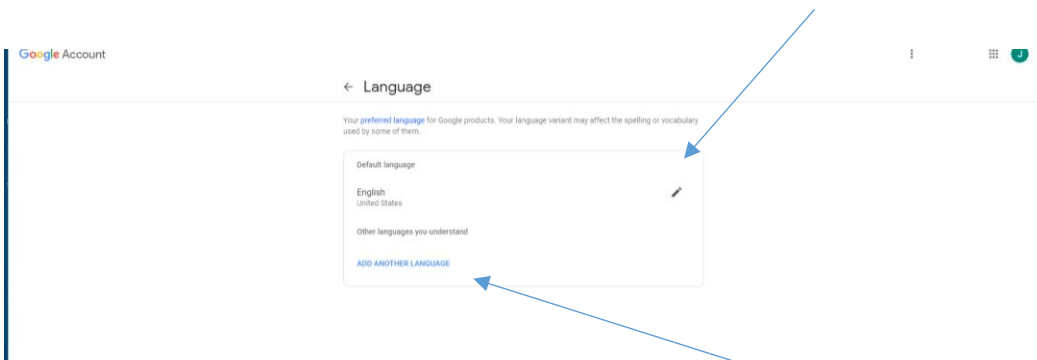 Google Account
J
← Language
Your preferred language for Google products. Your language variant may affect the spelling or vocabulary
used by some of them.
Default language
English
United States
Other languages you understand
ADD ANOTHER LANGUAGE